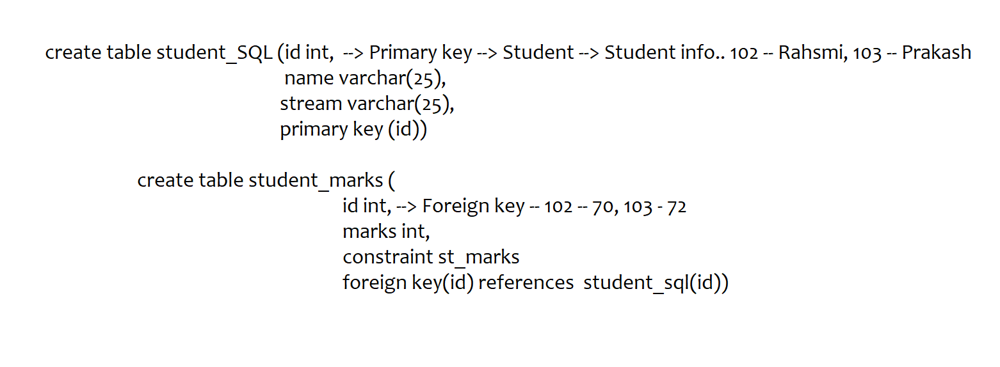 create table student_SQL (id int,  --> Primary key --> Student --> Student info.. 102 -- Rahsmi, 103 -- Prakash
name varchar(25),
stream varchar(25),
primary key (id))
create table student_marks (
id int, --> Foreign key -- 102 -- 70, 103 - 72
marks int,
constraint st_marks
foreign key(id) references  student_sql(id))